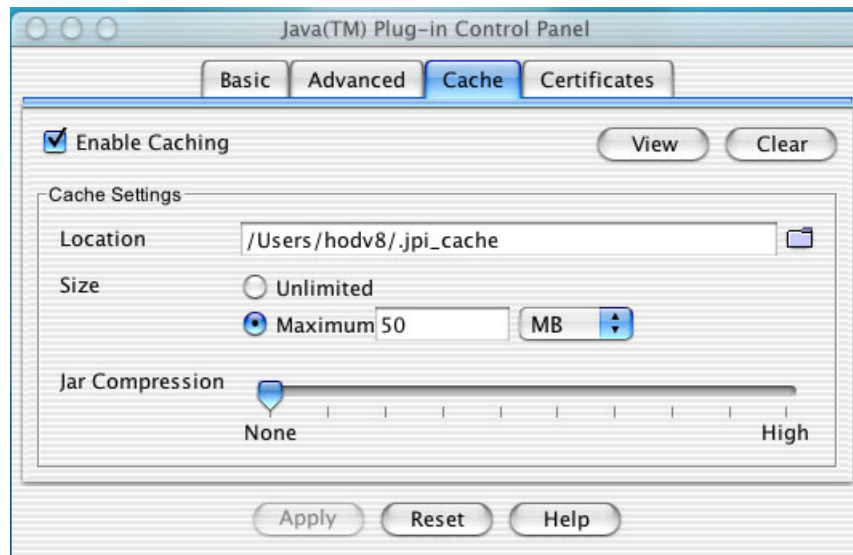 Java(TM) Plug-in Control Panel
Basic Advanced Cache Certificates
Enable Caching View Clear
Cache Settings
Location /Users/hodv8/.jpi_cache
Size Unlimited
Maximum 50 MB
Jar Compression
None High
Apply Reset Help